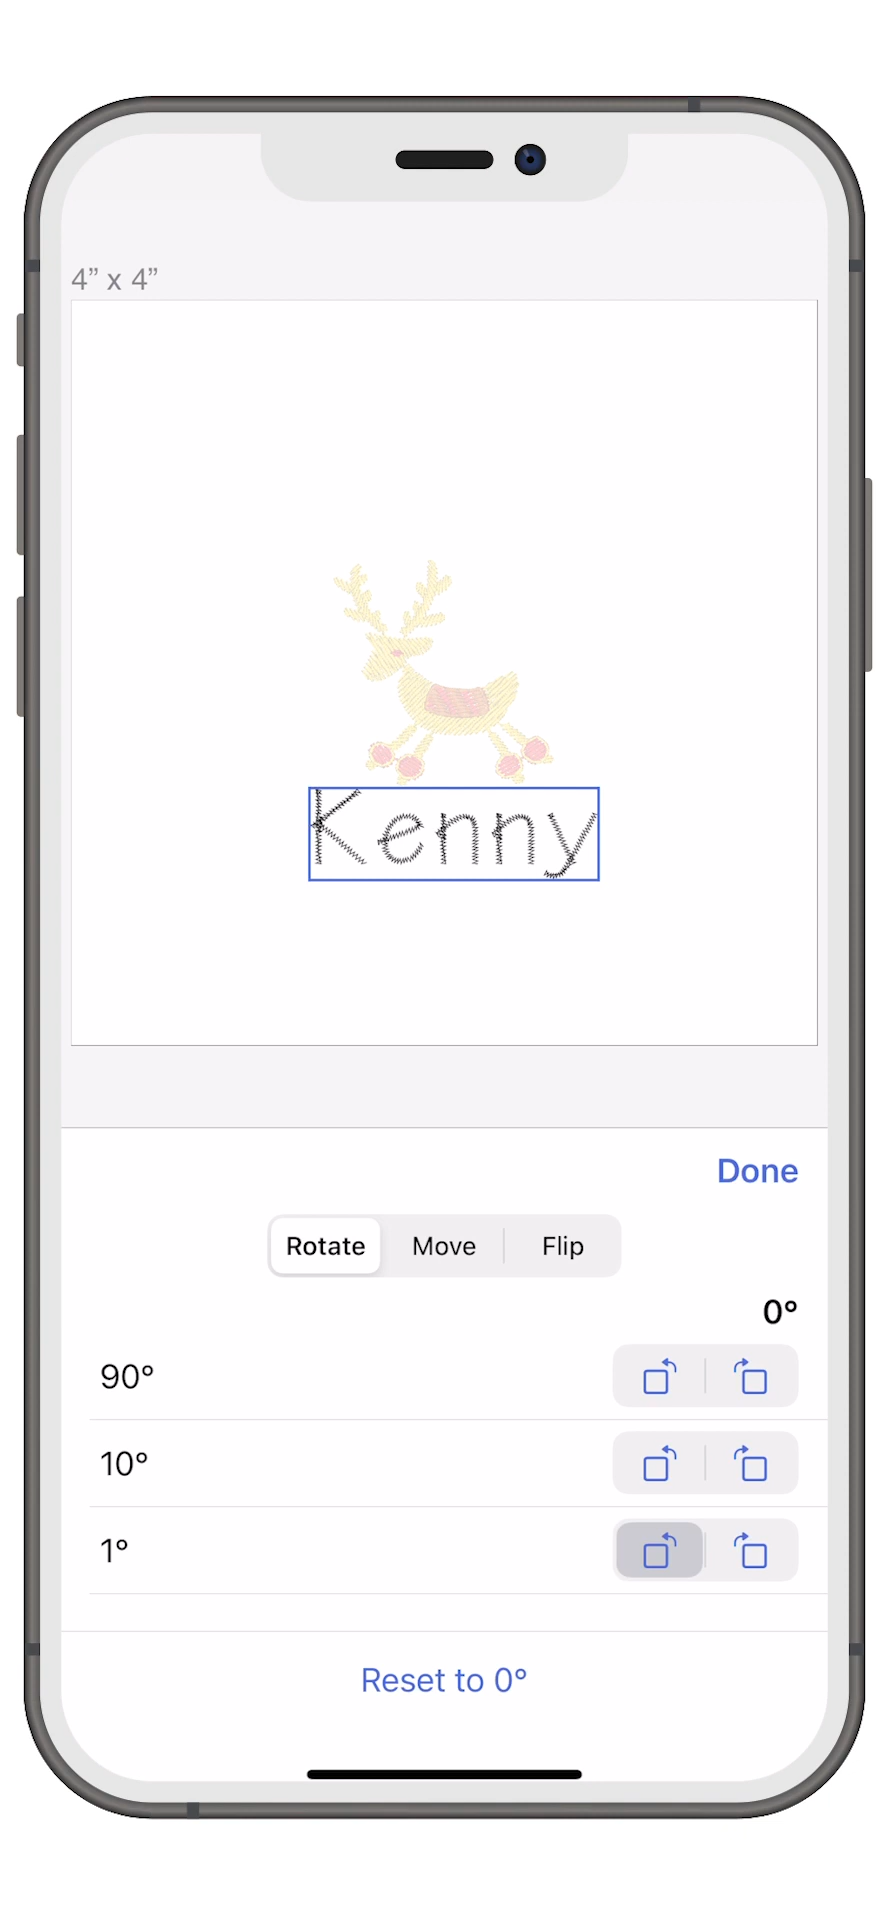 4” x 4”
Kenny
Done
Rotate Move Flip
0°
90°
10°
1°
Reset to 0°